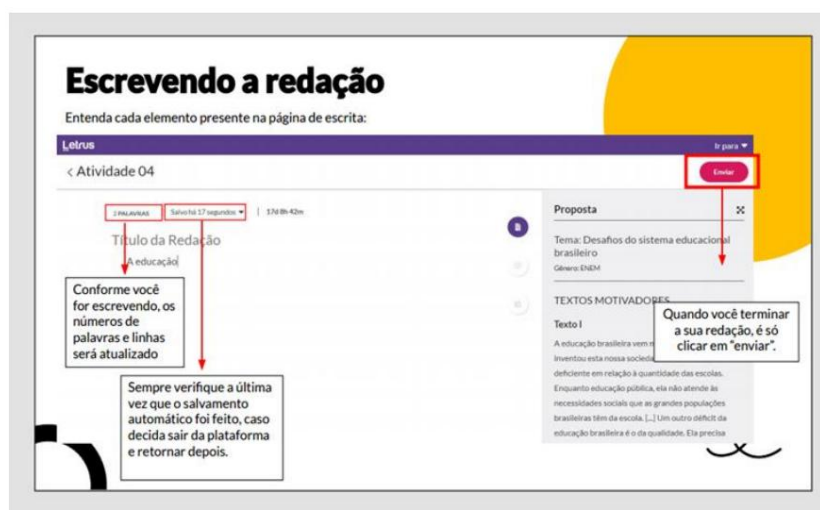 Escrevendo a redação
Entenda cada elemento presente na página de escrita:
Letrus
Ir para
< Atividade 04
Enviar
2 PALAVRAS
Salvo há 17 segundos
17d 8h 42m
Título da Redação
A educação
Conforme você
for escrevendo, os
números de
palavras e linhas
será atualizado
Sempre verifique a última
vez que o salvamento
automático foi feito, caso
decida sair da plataforma
e retornar depois.
Proposta
Tema: Desafios do sistema educacional
brasileiro
Gênero: ENEM
TEXTOS MOTIVADORES
Texto I
Quando você terminar
a sua redação, é só
clicar em "enviar".
A educação brasileira vem
inventou esta nossa
deficiente em relação à quantidade das escolas.
Enquanto educação pública, ela não atende às
necessidades sociais que as grandes populações
brasileiras têm da escola. [...] Um outro déficit da
educação brasileira é o da qualidade. Ela precisa